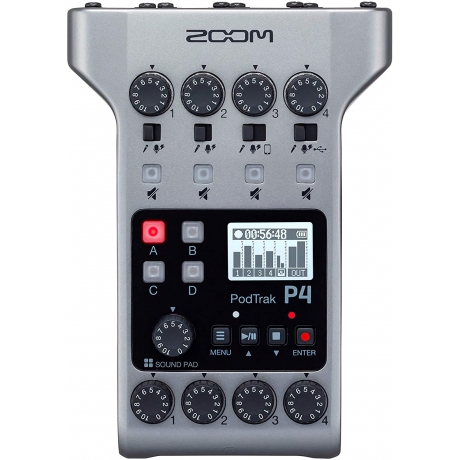 ZOOM
1 2 3 4
A B
C D
00:56:48
1 2 3 4 OUT
PodTrak P4
MENU ENTER
SOUND PAD
1 2 3 4